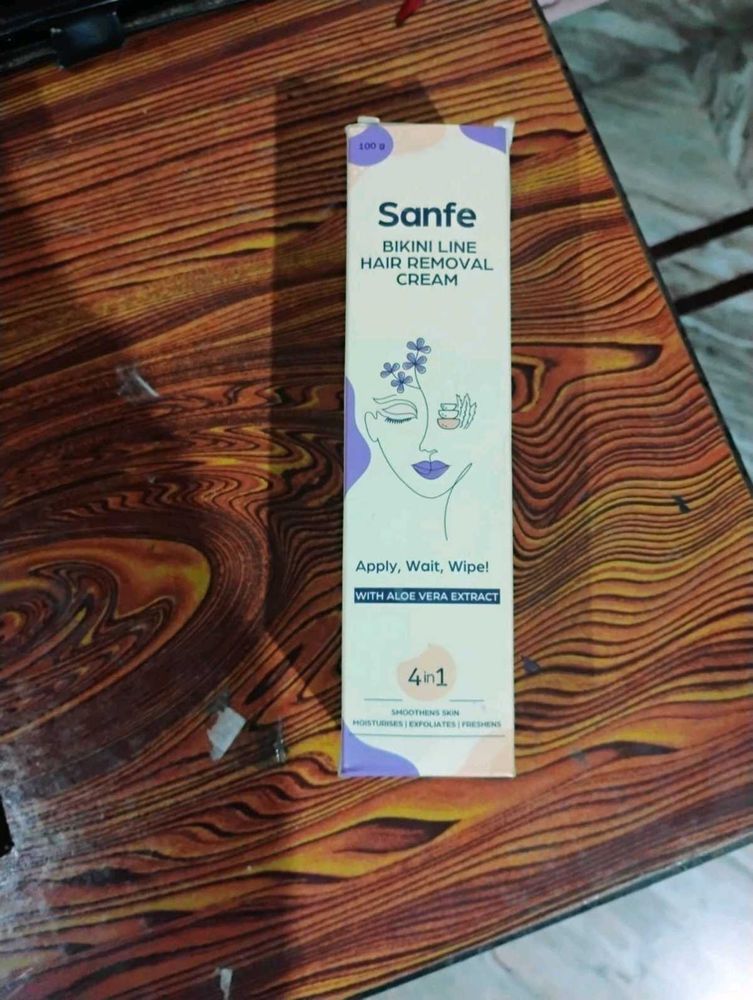 100 g
Sanfe
BIKINI LINE
HAIR REMOVAL
CREAM
Apply, Wait, Wipe!
WITH ALOE VERA EXTRACT
4in1
SMOOTHENS SKIN
MOISTURISES | EXFOLIATES | FRESHENS